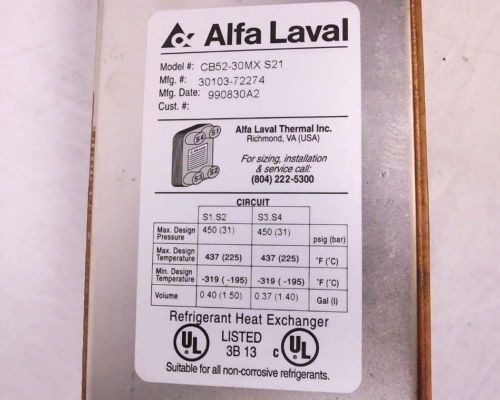 Alfa Laval
Model #: CB52-30MX S21
Mfg. #: 30103-72274
Mfg. Date: 990830A2
Cust. #:
S4 S1
S3 S2
Alfa Laval Thermal Inc.
Richmond, VA (USA)
For sizing, installation
& service call:
(804) 222-5300
CIRCUIT
S1,S2 S3,S4
Max. Design Pressure 450 (31) 450 (31) psig (bar)
Max. Design Temperature 437 (225) 437 (225) °F (°C)
Min. Design Temperature -319 ( -195) -319 ( -195) °F (°C)
Volume 0.40 (1.50) 0.37 (1.40) Gal (l)
Refrigerant Heat Exchanger
UL LISTED 3B 13 c UL
Suitable for all non-corrosive refrigerants.